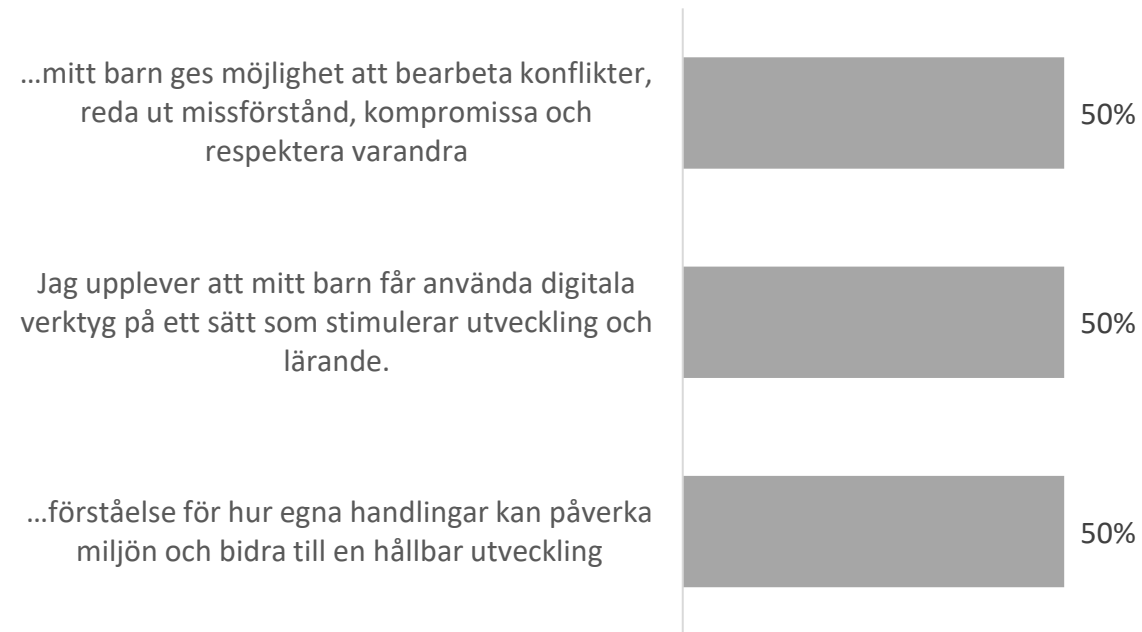 ...mitt barn ges möjlighet att bearbeta konflikter,
reda ut missförstånd, kompromissa och
respektera varandra
50%
Jag upplever att mitt barn får använda digitala
verktyg på ett sätt som stimulerar utveckling och
lärande.
50%
...förståelse för hur egna handlingar kan påverka
miljön och bidra till en hållbar utveckling
50%